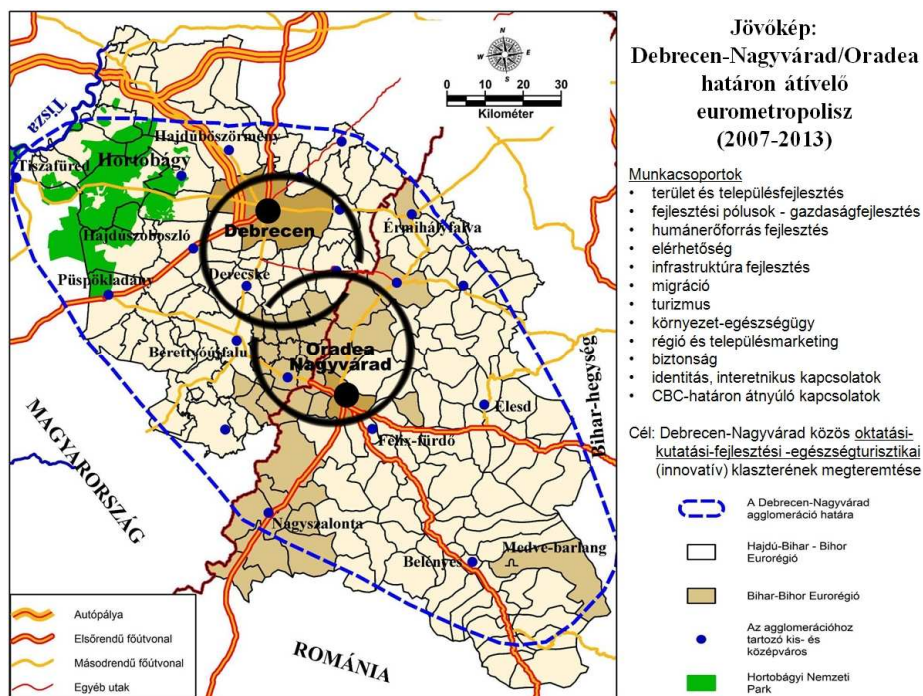 Jövőkép:
Debrecen-Nagyvárad/Oradea
határon átívelő
eurometropolisz
(2007-2013)
Munkacsoportok
• terület és településfejlesztés
• fejlesztési pólusok - gazdaságfejlesztés
• humánerőforrás fejlesztés
• elérhetőség
• infrastruktúra fejlesztés
• migráció
• turizmus
• környezet-egészségügy
• régió és településmarketing
• biztonság
• identitás, interetnikus kapcsolatok
• CBC-határon átnyúló kapcsolatok
Cél: Debrecen-Nagyvárad közös oktatási-
kutatási-fejlesztési -egészségturisztikai
(innovatív) klaszterének megteremtése
A Debrecen-Nagyvárad
agglomeráció határa
Hajdú-Bihar - Bihor
Eurorégió
Bihar-Bihor Eurorégió
Az agglomerációhoz
tartozó kis- és
középváros
Hortobágyi Nemzeti
Park
N
W
E
S
0 10 20 30
Kilométer
Tisza
Tiszafüred
Hajdúböszörmény
Hortobágy
Debrecen
Érmihályfalva
Hajdúszoboszló
Derecske
Püspökladány
Berettyóújfalu
Oradea
Nagyvárad
Bihar-hegység
Élesd
Félix-fürdő
MAGYARORSZÁG
Nagyszalonta
Belényes
Medve-barlang
ROMÁNIA
Autópálya
Elsőrendű főútvonal
Másodrendű főútvonal
Egyéb utak